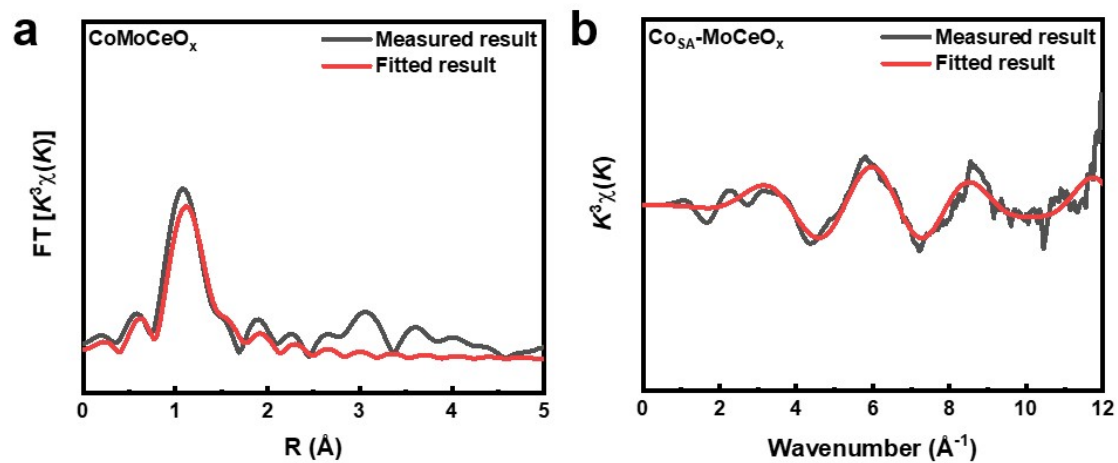 a
CoMoCeOₓ
Measured result
Fitted result
FT [K³χ(K)]
0 1 2 3 4 5
R (Å)
b
Co_SA-MoCeOₓ
Measured result
Fitted result
K³χ(K)
0 2 4 6 8 10 12
Wavenumber (Å⁻¹)